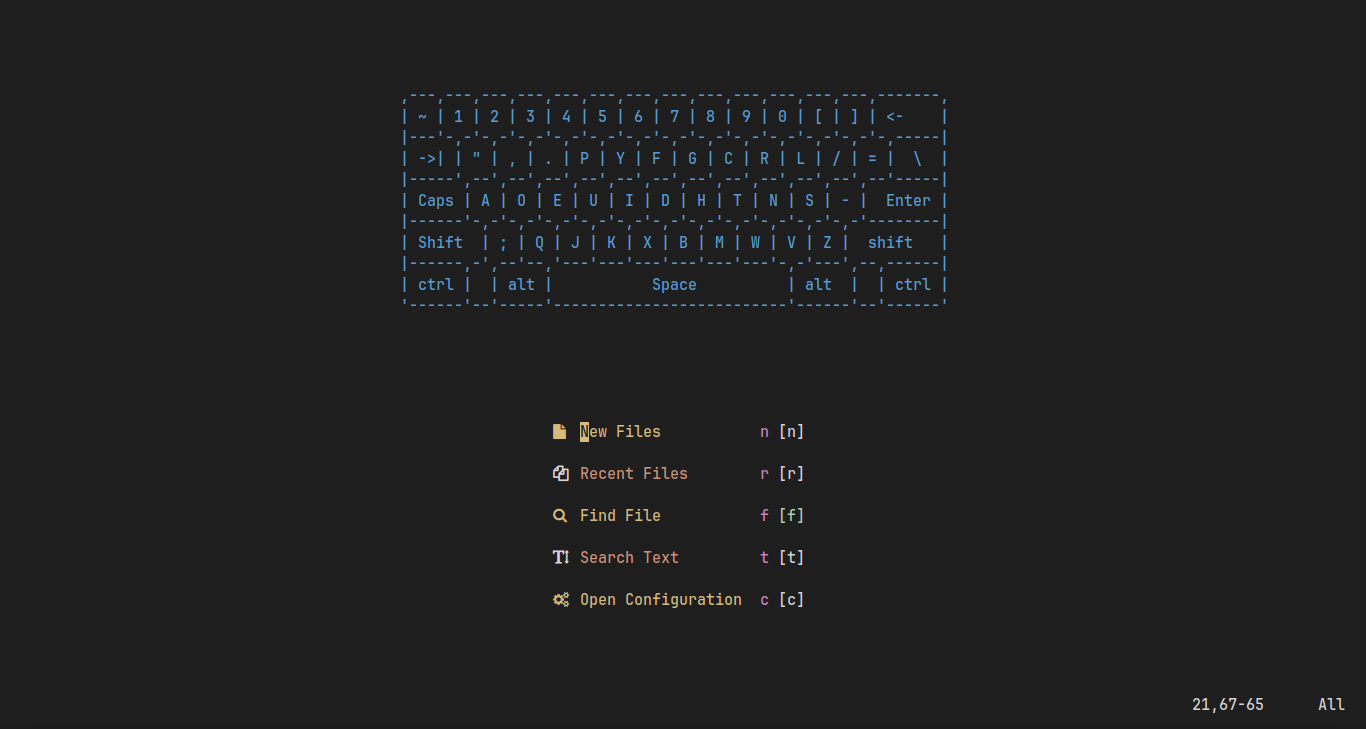 ,---,---,---,---,---,---,---,---,---,---,---,---,---,-------,
| ~ | 1 | 2 | 3 | 4 | 5 | 6 | 7 | 8 | 9 | 0 | [ | ] | <-    |
|---'-,-'-,-'-,-'-,-'-,-'-,-'-,-'-,-'-,-'-,-'-,-'-,-'-,-----|
| ->| | " | , | . | P | Y | F | G | C | R | L | / | = |  \  |
|-----',--',--',--',--',--',--',--',--',--',--',--',--'-----|
| Caps | A | O | E | U | I | D | H | T | N | S | - |  Enter |
|------'-,-'-,-'-,-'-,-'-,-'-,-'-,-'-,-'-,-'-,-'-,-'--------|
| Shift  | ; | Q | J | K | X | B | M | W | V | Z |  shift   |
|------,-',--'--,'---'---'---'---'---'---'-,-'---',--,------|
| ctrl |  | alt |           Space          | alt  |  | ctrl |
'------'--'-----'--------------------------'------'--'------'
New Files n [n]
Recent Files r [r]
Find File f [f]
Search Text t [t]
Open Configuration c [c]
21,67-65 All